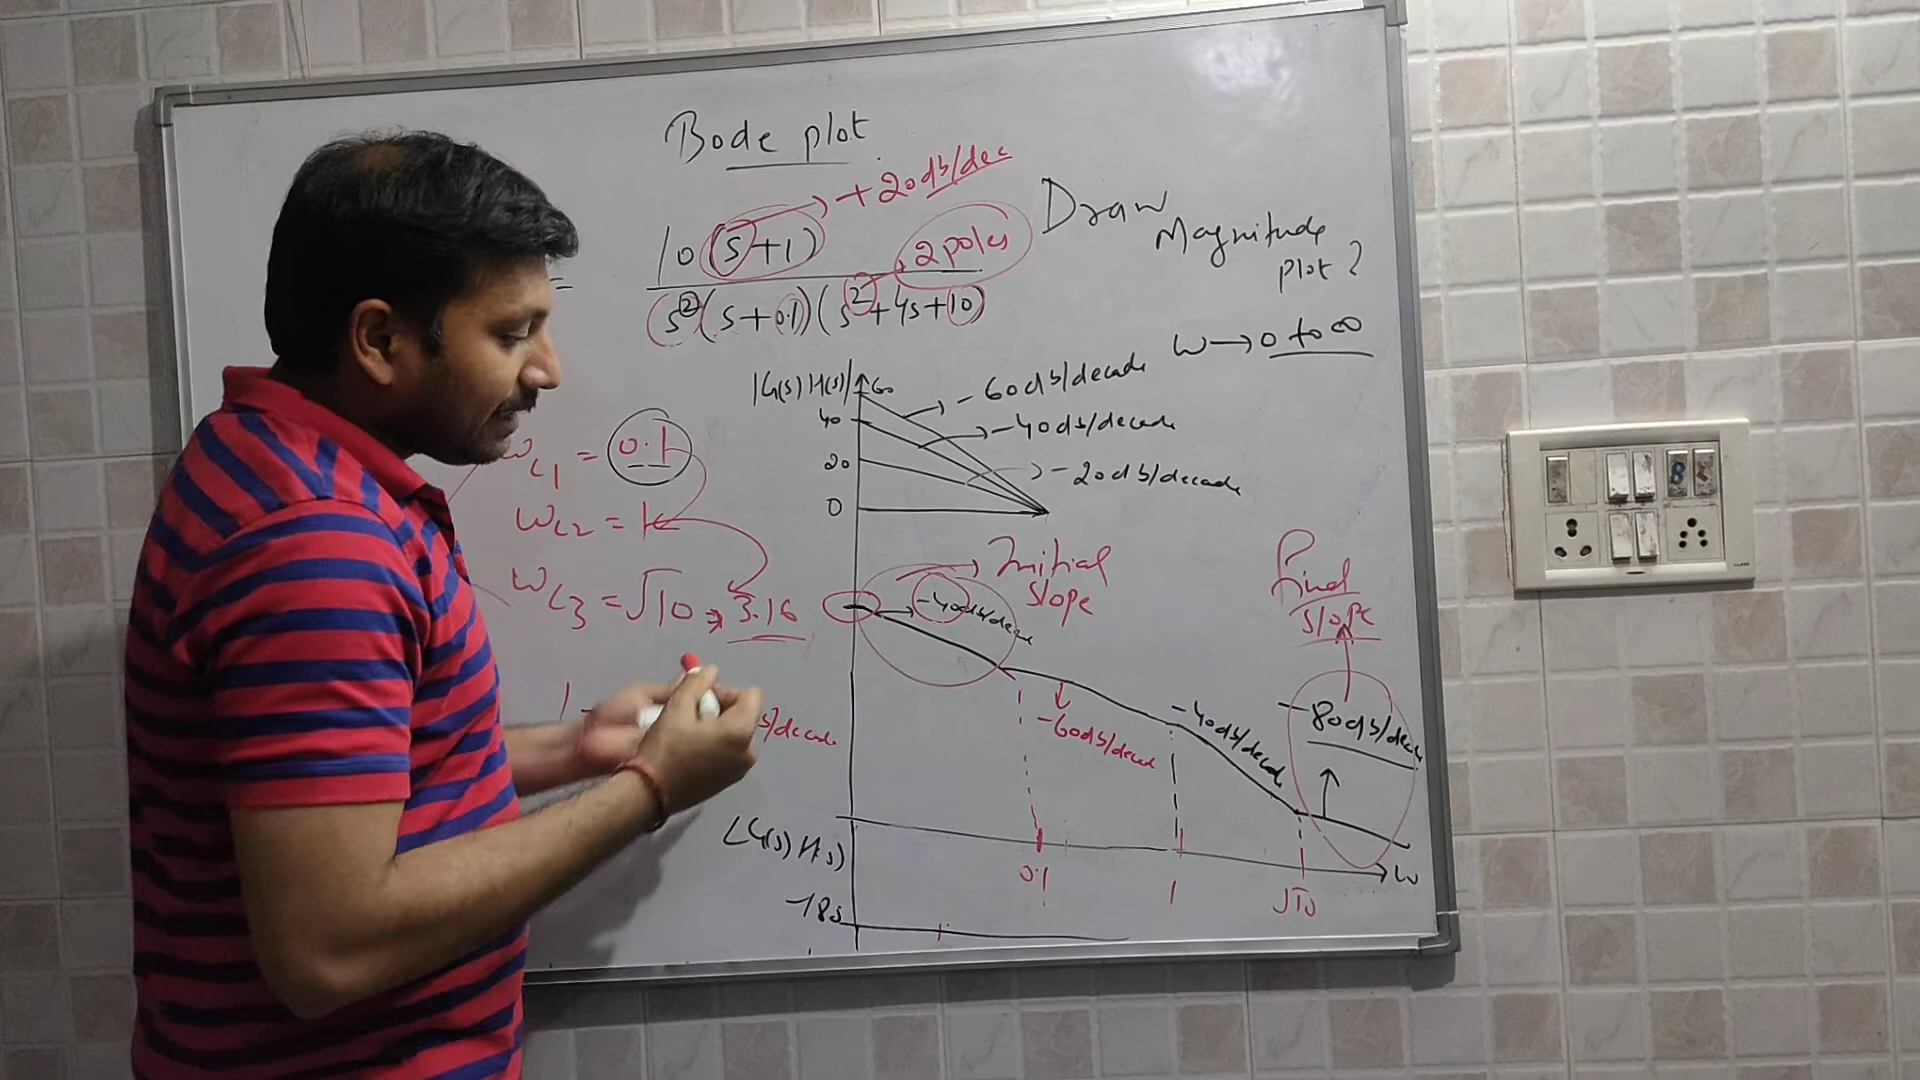 Bode plot
+20db/dec
= 10(s+1) / s²(s+0.1)(s²+4s+10)
2 poles
Draw
Magnitude
plot?
ω→0 to ∞
|G(s)H(s)|
60
40
20
0
-60db/decade
-40db/decade
-20db/decade
ωc1 = 0.1
ωc2 = 1
ωc3 = √10 → 3.16
Initial
slope
-40db/decade
Final
slope
-60db/decade
-40db/decade
-80db/decade
s/decade
∠G(s)H(s)
0.1
1
√10
ω